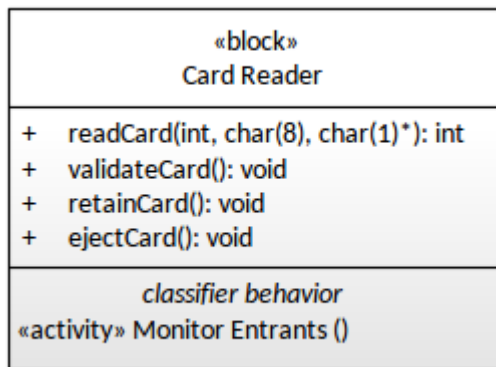 «block»
Card Reader
+ readCard(int, char(8), char(1)*): int
+ validateCard(): void
+ retainCard(): void
+ ejectCard(): void
classifier behavior
«activity» Monitor Entrants ()